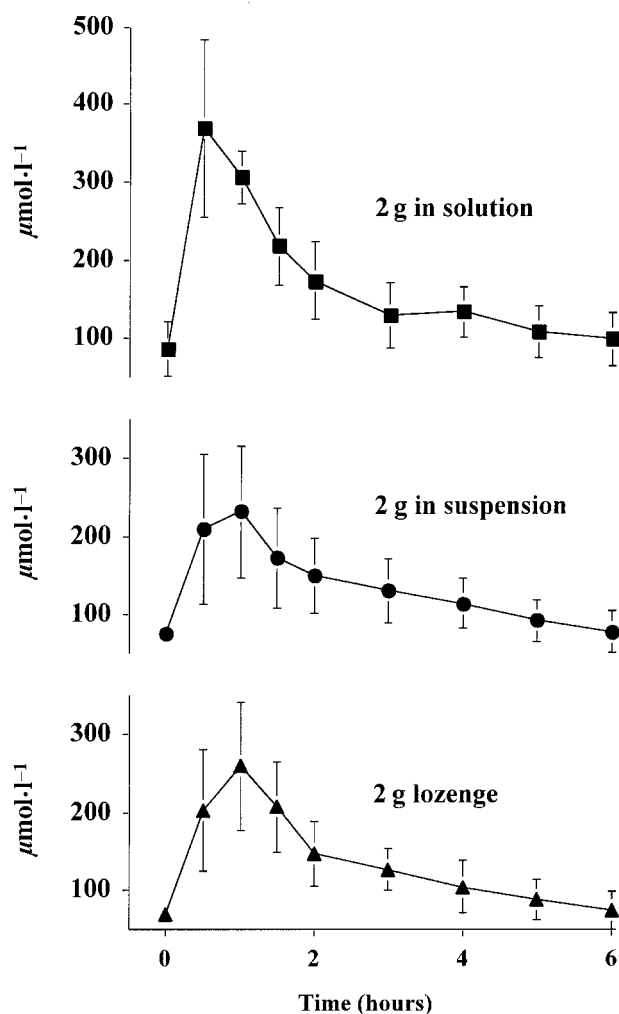 500
400
300
200
100
µmol·l⁻¹
2 g in solution
300
200
100
µmol·l⁻¹
2 g in suspension
300
200
100
µmol·l⁻¹
2 g lozenge
0 2 4 6
Time (hours)